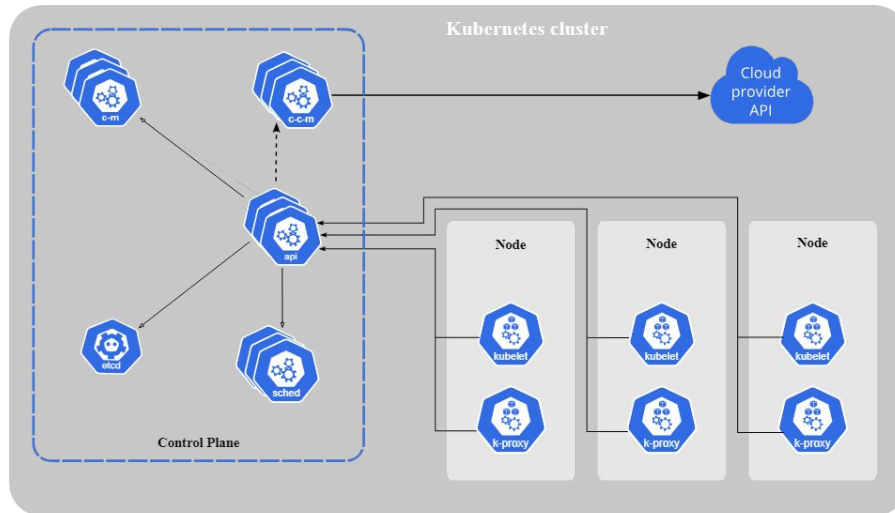 Kubernetes cluster
c-m
c-c-m
Cloud
provider
API
api
Node
Node
Node
etcd
sched
kubelet
kubelet
kubelet
k-proxy
k-proxy
k-proxy
Control Plane